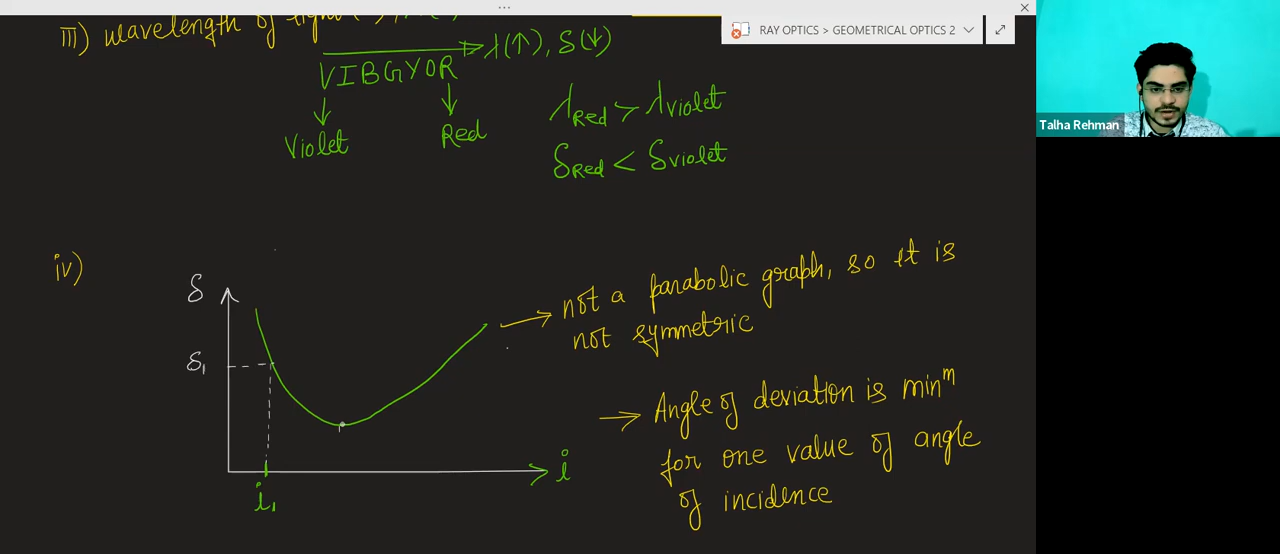 III) wavelength of light
λ(↑), δ(↓)
VIBGYOR
Violet
Red
λRed > λViolet
δRed < δViolet
RAY OPTICS > GEOMETRICAL OPTICS 2
Talha Rehman
iv)
δ
δ₁
i₁
i
not a parabolic graph, so it is
not symmetric
→ Angle of deviation is minᵐ
for one value of angle
of incidence